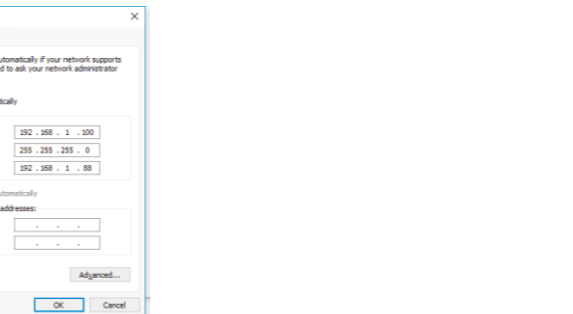 utomatically if your network supports
d to ask your network administrator
tically
192 . 168 . 1 . 100
255 . 255 . 255 . 0
192 . 168 . 1 . 88
utomatically
addresses:
. . .
. . .
Advanced...
OK Cancel